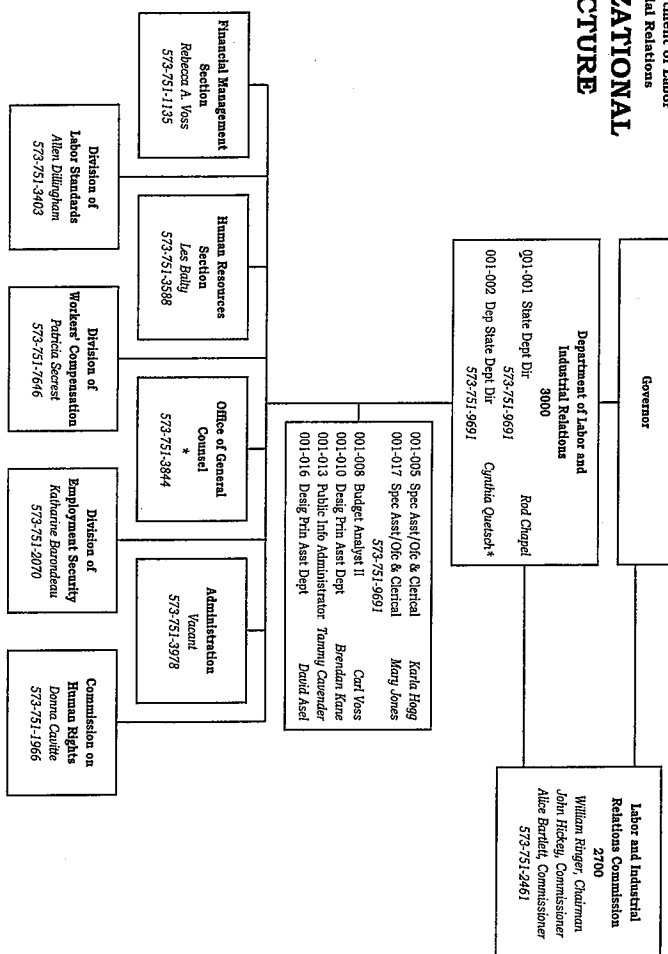 tment of Labor
ial Relations
ZATIONAL
CTURE
Governor
Department of Labor and
Industrial Relations
3000
001-001 State Dept Dir Rod Chapel
573-751-9691
001-002 Dep State Dept Dir Cynthia Quetsch*
573-751-9691
Labor and Industrial
Relations Commission
2700
William Ringer, Chairman
John Hickey, Commissioner
Alice Bartlett, Commissioner
573-751-2461
001-005 Spec Asst/Ofc & Clerical Karla Hogg
001-017 Spec Asst/Ofc & Clerical Mary Jones
573-751-9691
001-008 Budget Analyst II Carl Voss
001-010 Desig Prin Asst Dept Brendan Kane
001-013 Public Info Administrator Tammy Cavender
001-016 Desig Prin Asst Dept David Asel
Financial Management
Section
Rebecca A. Voss
573-751-1135
Human Resources
Section
Les Balty
573-751-3588
Office of General
Counsel
*
573-751-3844
Administration
Vacant
573-751-3978
Division of
Labor Standards
Allen Dillingham
573-751-3403
Division of
Workers' Compensation
Patricia Secrest
573-751-7646
Division of
Employment Security
Katharine Barondeau
573-751-2070
Commission on
Human Rights
Donna Cavitte
573-751-1966